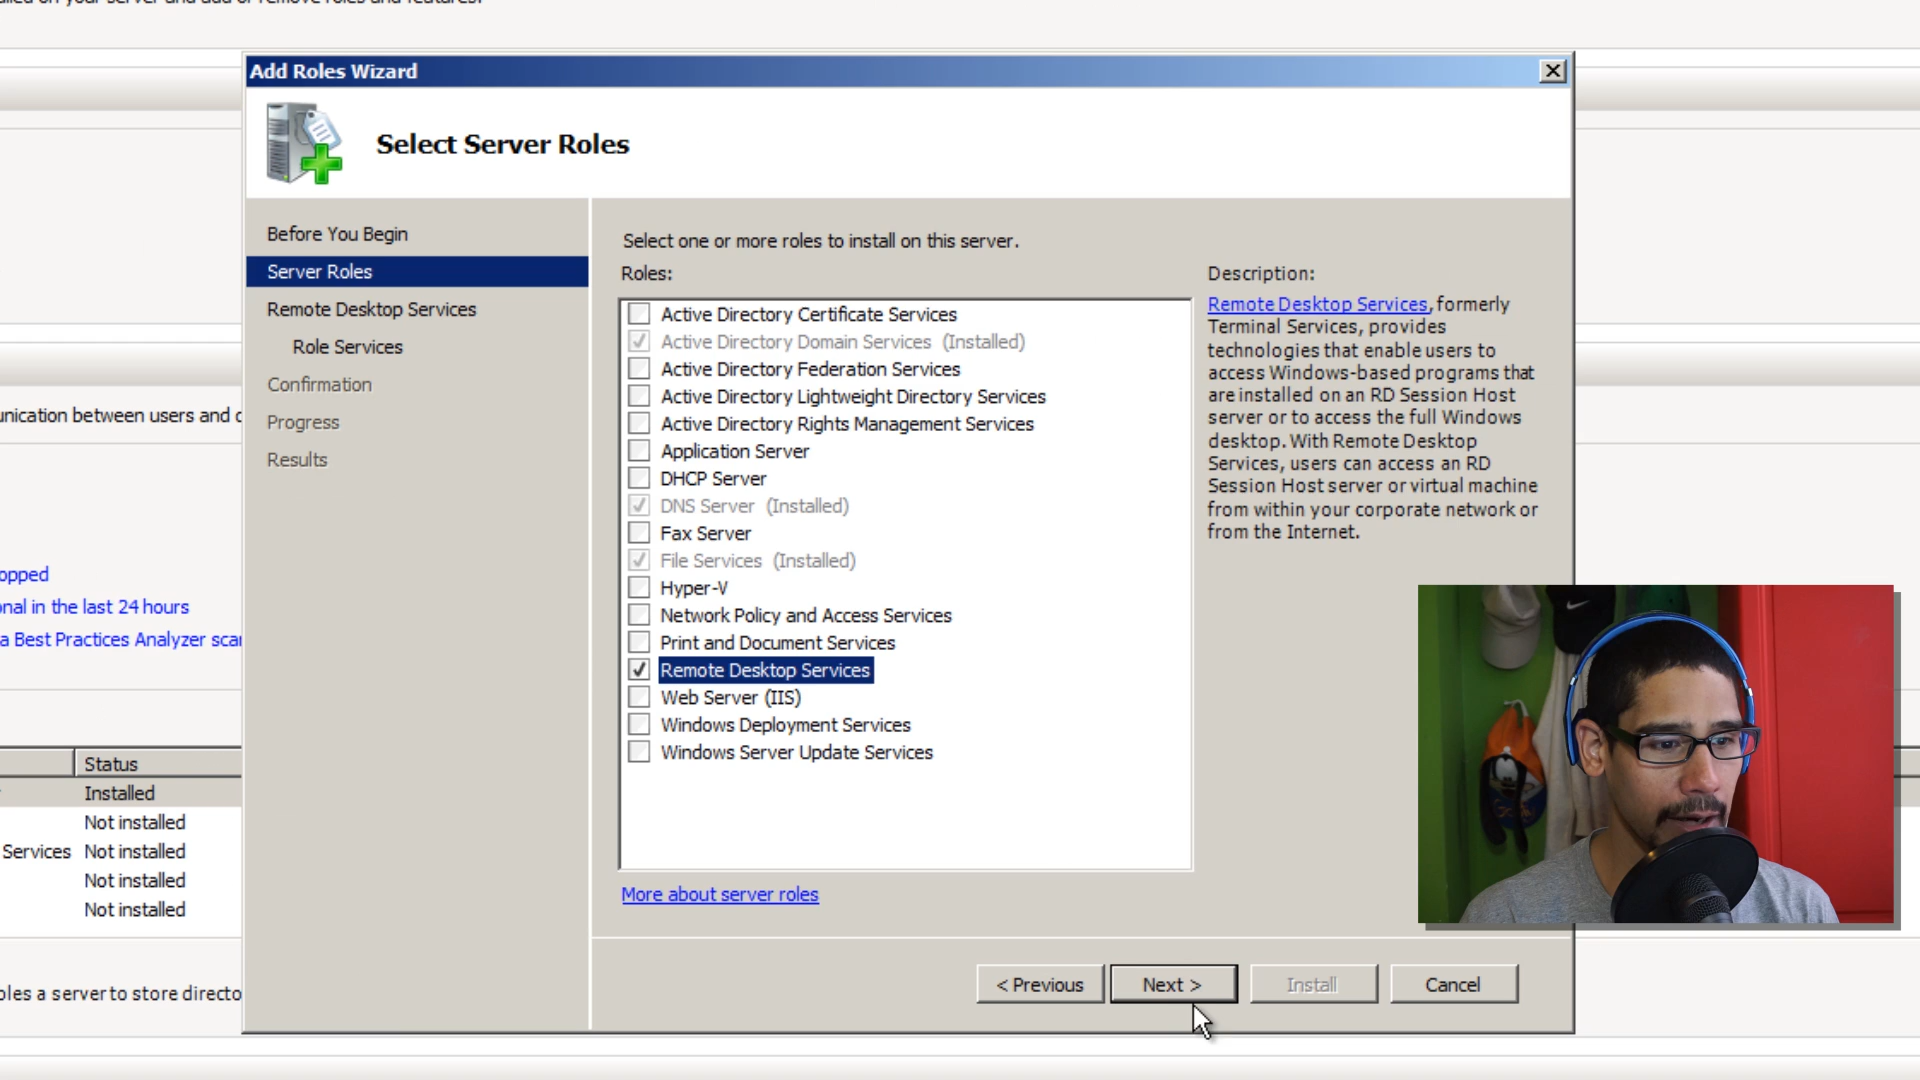 Add Roles Wizard
Select Server Roles
Before You Begin
Server Roles
Remote Desktop Services
Role Services
Confirmation
Progress
Results
Select one or more roles to install on this server.
Roles:
Active Directory Certificate Services
Active Directory Domain Services (Installed)
Active Directory Federation Services
Active Directory Lightweight Directory Services
Active Directory Rights Management Services
Application Server
DHCP Server
DNS Server (Installed)
Fax Server
File Services (Installed)
Hyper-V
Network Policy and Access Services
Print and Document Services
Remote Desktop Services
Web Server (IIS)
Windows Deployment Services
Windows Server Update Services
More about server roles
Description:
Remote Desktop Services, formerly
Terminal Services, provides
technologies that enable users to
access Windows-based programs that
are installed on an RD Session Host
server or to access the full Windows
desktop. With Remote Desktop
Services, users can access an RD
Session Host server or virtual machine
from within your corporate network or
from the Internet.
< Previous
Next >
Install
Cancel
unication between users and
opped
onal in the last 24 hours
a Best Practices Analyzer scan
Status
Installed
Not installed
Services Not installed
Not installed
Not installed
oles a server to store directo